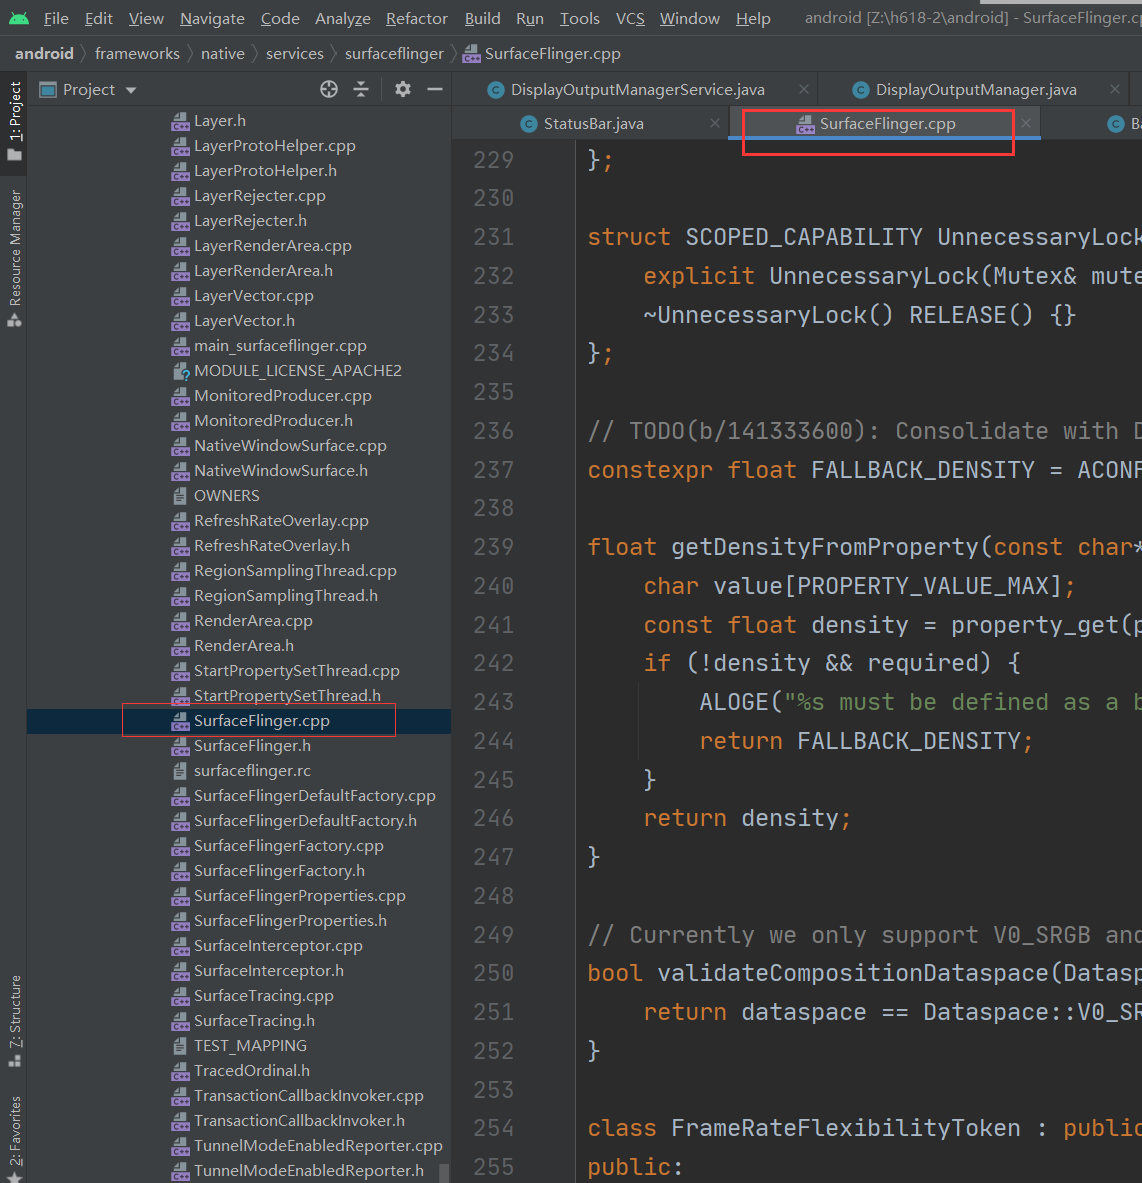 File Edit View Navigate Code Analyze Refactor Build Run Tools VCS Window Help android [Z:\h618-2\android] - SurfaceFlinger.cp
android frameworks native services surfaceflinger SurfaceFlinger.cpp
Project
DisplayOutputManagerService.java DisplayOutputManager.java
StatusBar.java SurfaceFlinger.cpp Ba
1: Project
Resource Manager
7: Structure
2: Favorites
Layer.h
LayerProtoHelper.cpp
LayerProtoHelper.h
LayerRejecter.cpp
LayerRejecter.h
LayerRenderArea.cpp
LayerRenderArea.h
LayerVector.cpp
LayerVector.h
main_surfaceflinger.cpp
MODULE_LICENSE_APACHE2
MonitoredProducer.cpp
MonitoredProducer.h
NativeWindowSurface.cpp
NativeWindowSurface.h
OWNERS
RefreshRateOverlay.cpp
RefreshRateOverlay.h
RegionSamplingThread.cpp
RegionSamplingThread.h
RenderArea.cpp
RenderArea.h
StartPropertySetThread.cpp
StartPropertySetThread.h
SurfaceFlinger.cpp
SurfaceFlinger.h
surfaceflinger.rc
SurfaceFlingerDefaultFactory.cpp
SurfaceFlingerDefaultFactory.h
SurfaceFlingerFactory.cpp
SurfaceFlingerFactory.h
SurfaceFlingerProperties.cpp
SurfaceFlingerProperties.h
SurfaceInterceptor.cpp
SurfaceInterceptor.h
SurfaceTracing.cpp
SurfaceTracing.h
TEST_MAPPING
TracedOrdinal.h
TransactionCallbackInvoker.cpp
TransactionCallbackInvoker.h
TunnelModeEnabledReporter.cpp
TunnelModeEnabledReporter.h
229 };
230
231 struct SCOPED_CAPABILITY UnnecessaryLock
232 explicit UnnecessaryLock(Mutex& mute
233 ~UnnecessaryLock() RELEASE() {}
234 };
235
236 // TODO(b/141333600): Consolidate with D
237 constexpr float FALLBACK_DENSITY = ACONF
238
239 float getDensityFromProperty(const char*
240 char value[PROPERTY_VALUE_MAX];
241 const float density = property_get(p
242 if (!density && required) {
243 ALOGE("%s must be defined as a b
244 return FALLBACK_DENSITY;
245 }
246 return density;
247 }
248
249 // Currently we only support V0_SRGB and
250 bool validateCompositionDataspace(Datasp
251 return dataspace == Dataspace::V0_SR
252 }
253
254 class FrameRateFlexibilityToken : public
255 public: